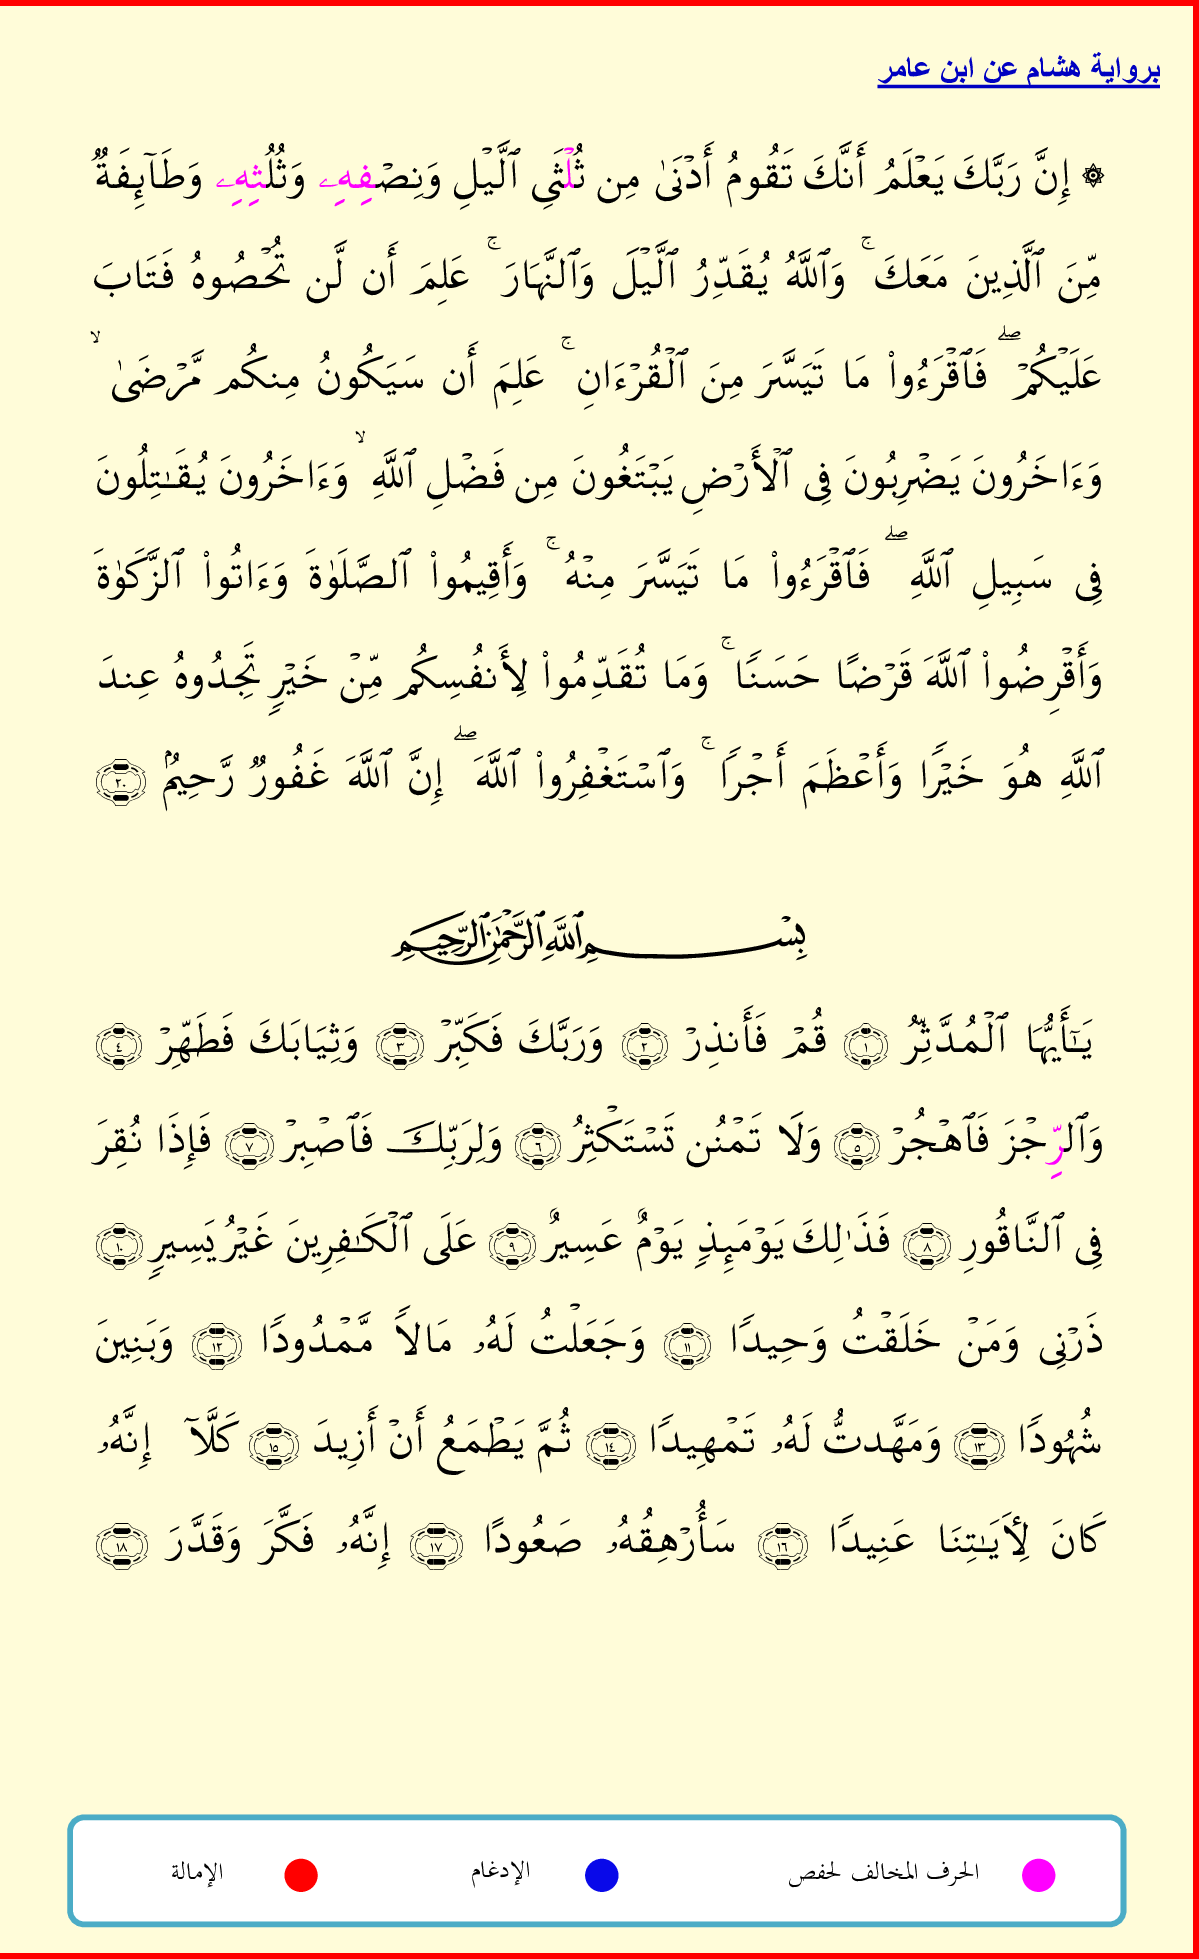 برواية هشام عن ابن عامر
۞ إِنَّ رَبَّكَ يَعْلَمُ أَنَّكَ تَقُومُ أَدْنَىٰ مِن ثُلْثَىِ ٱلَّيْلِ وَنِصْفِهِۦ وَثُلُثِهِۦ وَطَآئِفَةٌ
مِّنَ ٱلَّذِينَ مَعَكَ ۚ وَٱللَّهُ يُقَدِّرُ ٱلَّيْلَ وَٱلنَّهَارَ ۚ عَلِمَ أَن لَّن تُحْصُوهُ فَتَابَ
عَلَيْكُمْ ۖ فَٱقْرَءُوا۟ مَا تَيَسَّرَ مِنَ ٱلْقُرْءَانِ ۚ عَلِمَ أَن سَيَكُونُ مِنكُم مَّرْضَىٰ ۙ
وَءَاخَرُونَ يَضْرِبُونَ فِى ٱلْأَرْضِ يَبْتَغُونَ مِن فَضْلِ ٱللَّهِ ۙ وَءَاخَرُونَ يُقَـٰتِلُونَ
فِى سَبِيلِ ٱللَّهِ ۖ فَٱقْرَءُوا۟ مَا تَيَسَّرَ مِنْهُ ۚ وَأَقِيمُوا۟ ٱلصَّلَوٰةَ وَءَاتُوا۟ ٱلزَّكَوٰةَ
وَأَقْرِضُوا۟ ٱللَّهَ قَرْضًا حَسَنًا ۚ وَمَا تُقَدِّمُوا۟ لِأَنفُسِكُم مِّنْ خَيْرٍ تَجِدُوهُ عِندَ
ٱللَّهِ هُوَ خَيْرًا وَأَعْظَمَ أَجْرًا ۚ وَٱسْتَغْفِرُوا۟ ٱللَّهَ ۖ إِنَّ ٱللَّهَ غَفُورٌ رَّحِيمٌۢ ٢٠
بِسْمِ ٱللَّهِ ٱلرَّحْمَـٰنِ ٱلرَّحِيمِ
يَـٰٓأَيُّهَا ٱلْمُدَّثِّرُ ١ قُمْ فَأَنذِرْ ٢ وَرَبَّكَ فَكَبِّرْ ٣ وَثِيَابَكَ فَطَهِّرْ ٤
وَٱلرِّجْزَ فَٱهْجُرْ ٥ وَلَا تَمْنُن تَسْتَكْثِرُ ٦ وَلِرَبِّكَ فَٱصْبِرْ ٧ فَإِذَا نُقِرَ
فِى ٱلنَّاقُورِ ٨ فَذَٰلِكَ يَوْمَئِذٍ يَوْمٌ عَسِيرٌ ٩ عَلَى ٱلْكَـٰفِرِينَ غَيْرُ يَسِيرٍ ١٠
ذَرْنِى وَمَنْ خَلَقْتُ وَحِيدًا ١١ وَجَعَلْتُ لَهُۥ مَالًا مَّمْدُودًا ١٢ وَبَنِينَ
شُهُودًا ١٣ وَمَهَّدتُّ لَهُۥ تَمْهِيدًا ١٤ ثُمَّ يَطْمَعُ أَنْ أَزِيدَ ١٥ كَلَّآ إِنَّهُۥ
كَانَ لِـَٔايَـٰتِنَا عَنِيدًا ١٦ سَأُرْهِقُهُۥ صَعُودًا ١٧ إِنَّهُۥ فَكَّرَ وَقَدَّرَ ١٨
الحرف المخالف لحفص الإدغام الإمالة